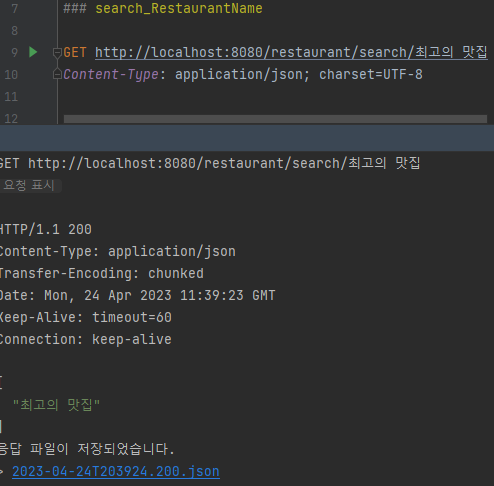 7 ### search_RestaurantName
8
9 GET http://localhost:8080/restaurant/search/최고의 맛집
10 Content-Type: application/json; charset=UTF-8
11
12
GET http://localhost:8080/restaurant/search/최고의 맛집
요청 표시
HTTP/1.1 200
Content-Type: application/json
Transfer-Encoding: chunked
Date: Mon, 24 Apr 2023 11:39:23 GMT
Keep-Alive: timeout=60
Connection: keep-alive
[
"최고의 맛집"
]
응답 파일이 저장되었습니다.
> 2023-04-24T203924.200.json